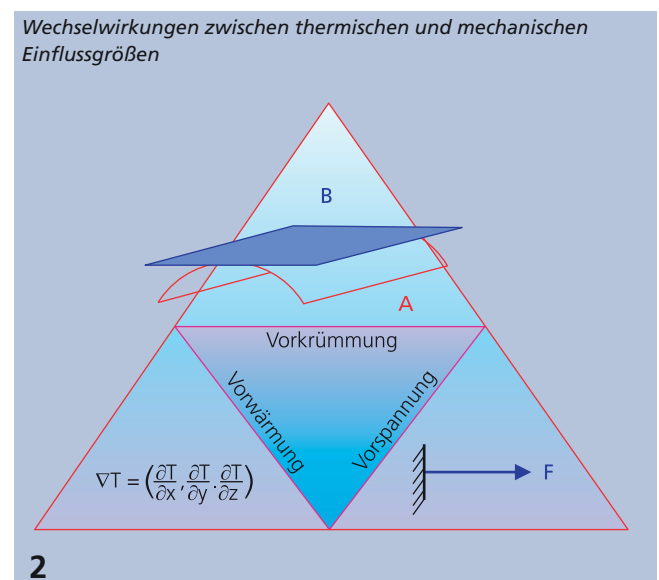 Wechselwirkungen zwischen thermischen und mechanischen
Einflussgrößen
B
A
Vorkrümmung
Vorwärmung
Vorspannung
∇T = (∂T/∂x, ∂T/∂y. ∂T/∂z)
F
2